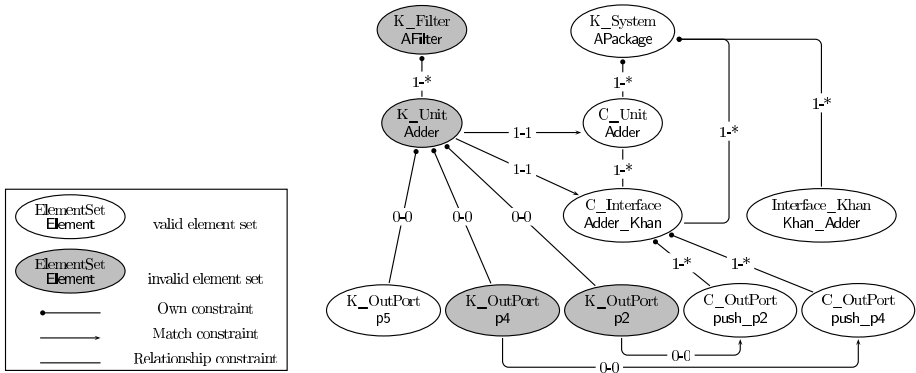 K_Filter
AFilter
K_System
APackage
1-*
1-*
1-*
K_Unit
Adder
1-1
C_Unit
Adder
1-*
1-1
1-*
0-0
0-0
0-0
C_Interface
Adder_Khan
Interface_Khan
Khan_Adder
ElementSet
Element
valid element set
ElementSet
Element
invalid element set
1-*
1-*
K_OutPort
p5
K_OutPort
p4
K_OutPort
p2
C_OutPort
push_p2
C_OutPort
push_p4
Own constraint
Match constraint
Relationship constraint
0-0
0-0